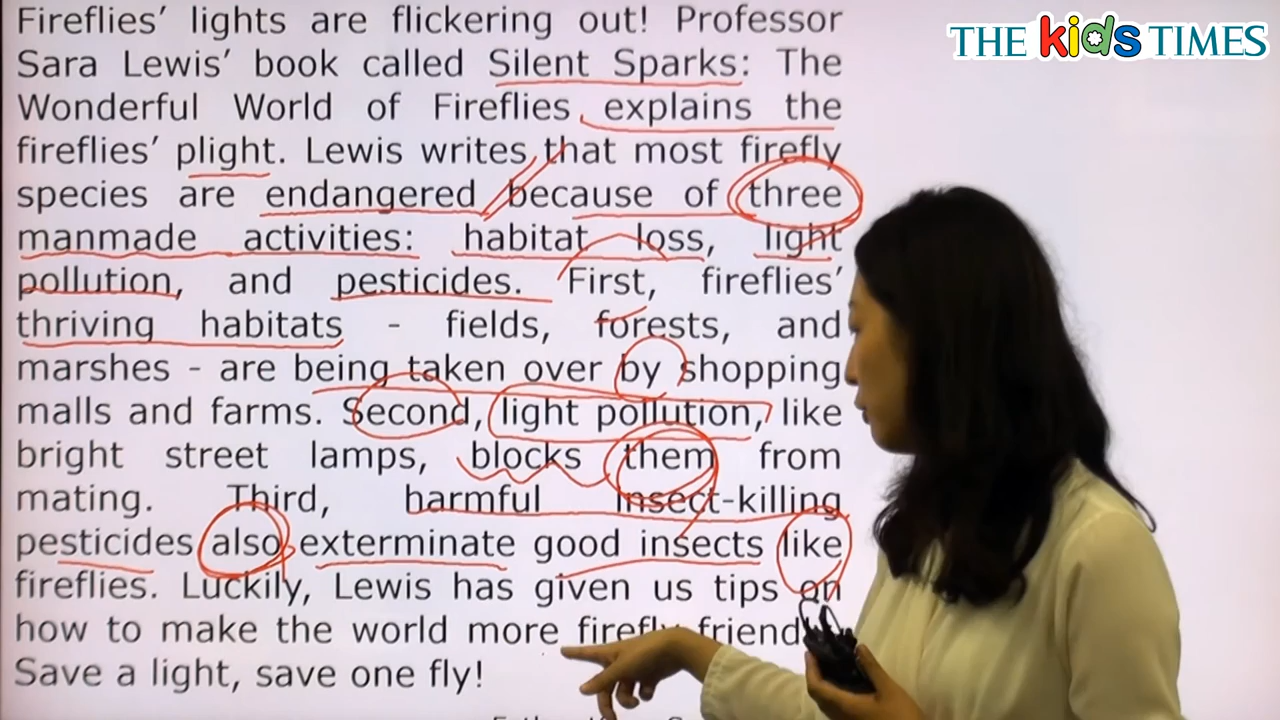 THE kids TIMES
Fireflies' lights are flickering out! Professor
Sara Lewis' book called Silent Sparks: The
Wonderful World of Fireflies explains the
fireflies' plight. Lewis writes that most firefly
species are endangered because of three
manmade activities: habitat loss, light
pollution, and pesticides. First, fireflies'
thriving habitats - fields, forests, and
marshes - are being taken over by shopping
malls and farms. Second, light pollution, like
bright street lamps, blocks them from
mating. Third, harmful insect-killing
pesticides also exterminate good insects like
fireflies. Luckily, Lewis has given us tips on
how to make the world more firefly
Save a light, save one fly!